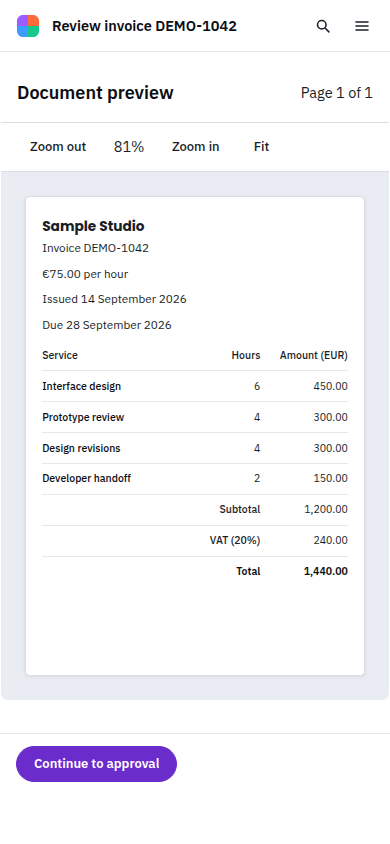 Review invoice DEMO-1042
Document preview
Page 1 of 1
Zoom out 81% Zoom in Fit
Sample Studio
Invoice DEMO-1042
€75.00 per hour
Issued 14 September 2026
Due 28 September 2026
Service Hours Amount (EUR)
Interface design 6 450.00
Prototype review 4 300.00
Design revisions 4 300.00
Developer handoff 2 150.00
Subtotal 1,200.00
VAT (20%) 240.00
Total 1,440.00
Continue to approval